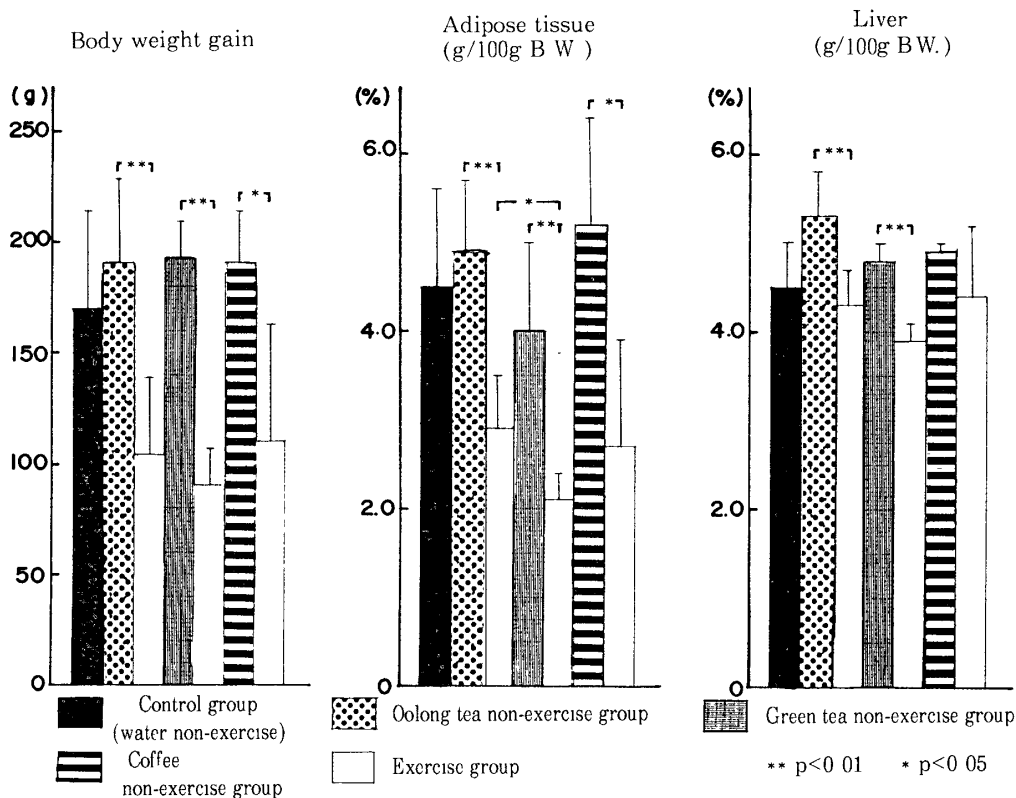 Body weight gain
(g)
250
200
150
100
50
0
**
**
*
Adipose tissue
(g/100g B W )
(%)
6.0
4.0
2.0
0
**
*
**
*
Liver
(g/100g B W.)
(%)
6.0
4.0
2.0
0
**
**
Control group
(water non-exercise)
Oolong tea non-exercise group
Green tea non-exercise group
Coffee
non-exercise group
Exercise group
** p<0 01 * p<0 05